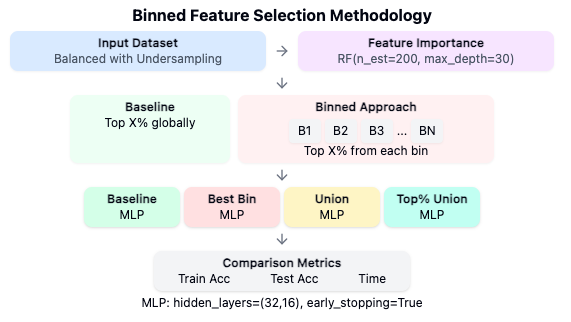 Binned Feature Selection Methodology
Input Dataset
Balanced with Undersampling
Feature Importance
RF(n_est=200, max_depth=30)
Baseline
Top X% globally
Binned Approach
B1 B2 B3 ... BN
Top X% from each bin
Baseline
MLP
Best Bin
MLP
Union
MLP
Top% Union
MLP
Comparison Metrics
Train Acc Test Acc Time
MLP: hidden_layers=(32,16), early_stopping=True